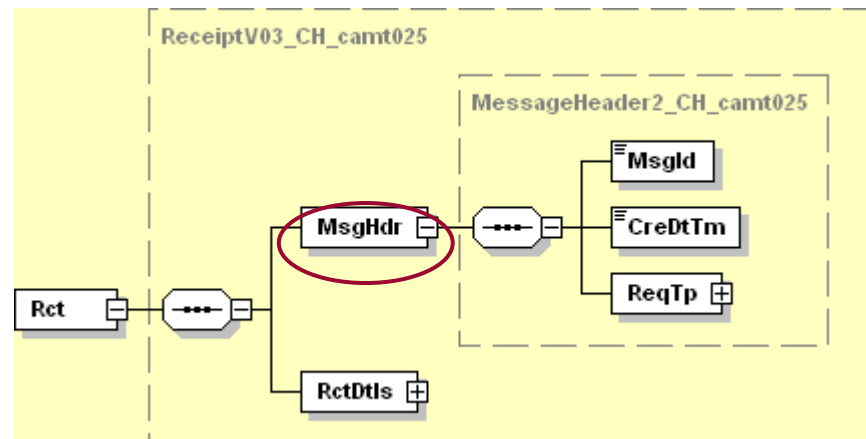 ReceiptV03_CH_camt025
MessageHeader2_CH_camt025
MsgId
MsgHdr
CreDtTm
ReqTp
Rct
RctDtls